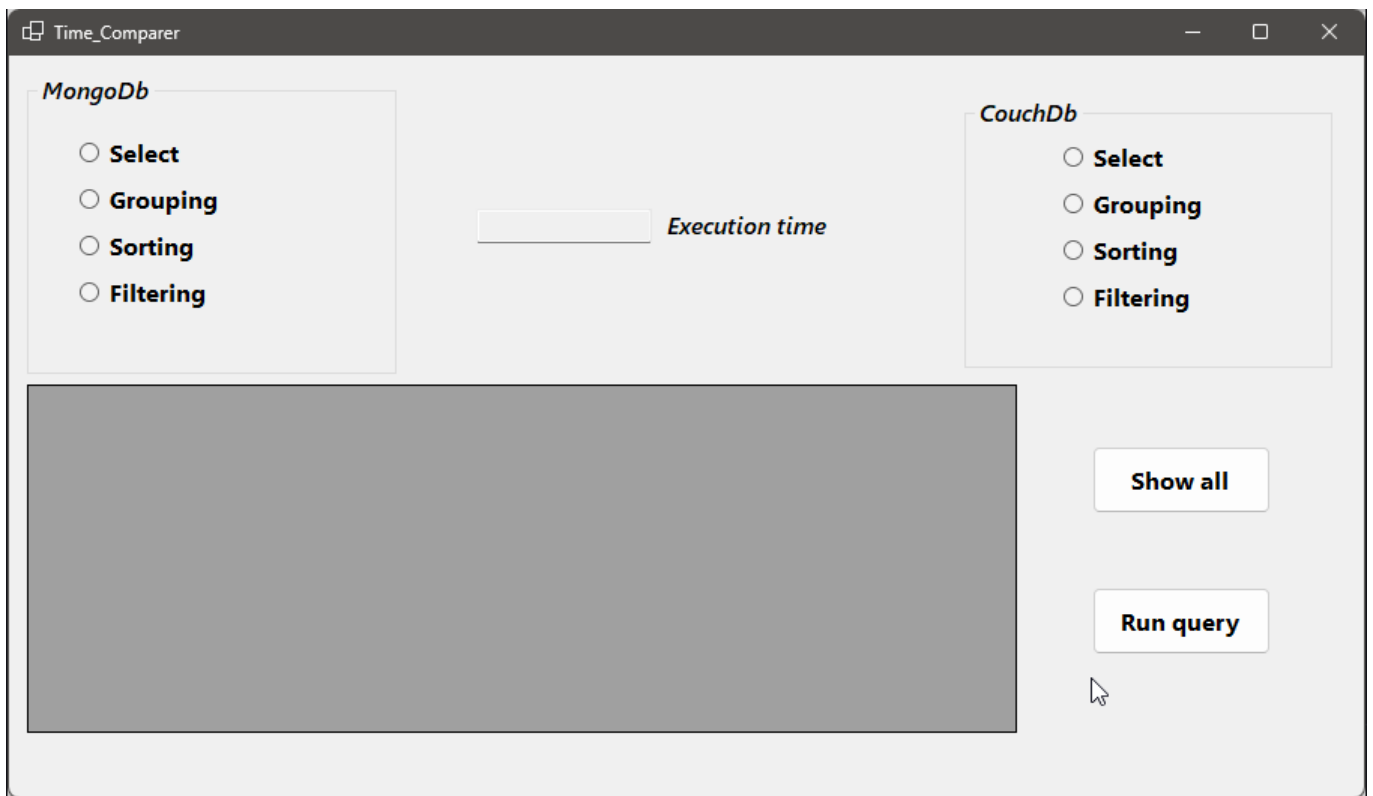 Time_Comparer
MongoDb
Select
Grouping
Sorting
Filtering
Execution time
CouchDb
Select
Grouping
Sorting
Filtering
Show all
Run query